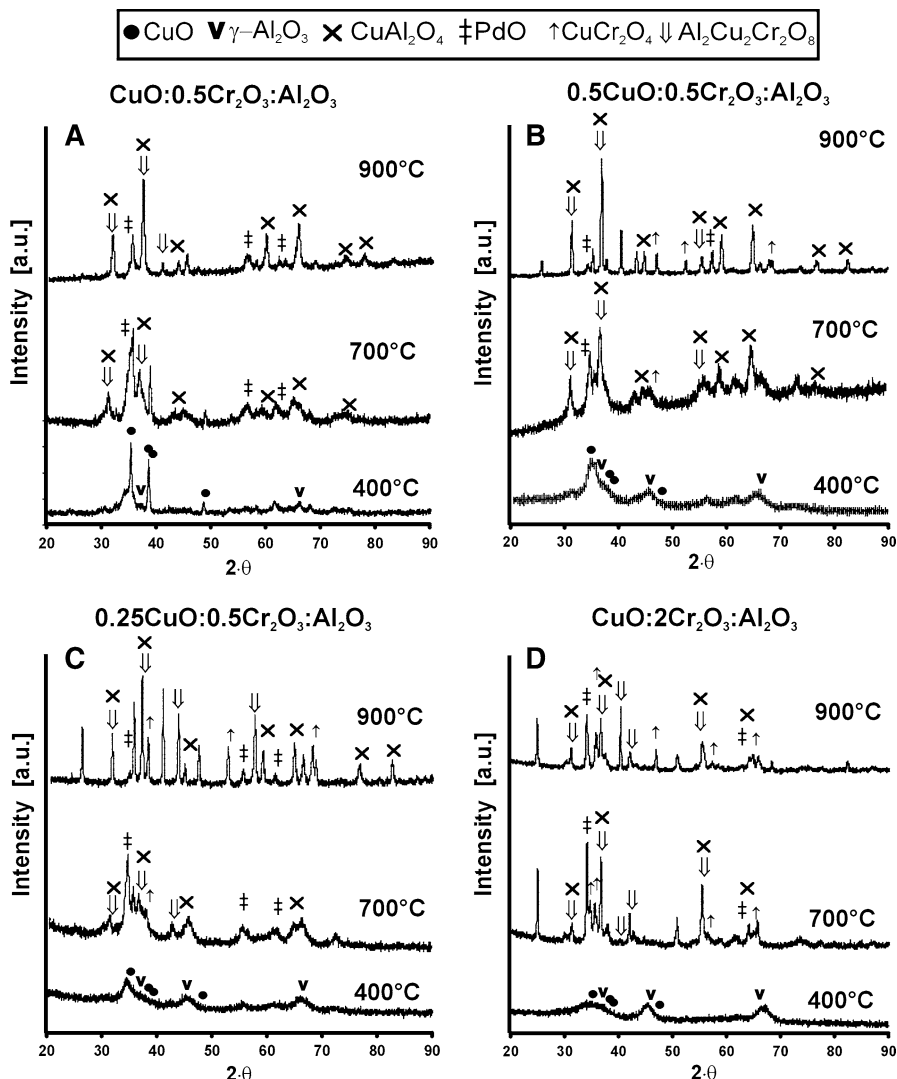 ● CuO ∨ γ–Al₂O₃ × CuAl₂O₄ ‡ PdO ↑ CuCr₂O₄ ⇓ Al₂Cu₂Cr₂O₈
CuO:0.5Cr₂O₃:Al₂O₃
A
900°C
700°C
400°C
Intensity [a.u.]
20 30 40 50 60 70 80 90
2·θ
0.5CuO:0.5Cr₂O₃:Al₂O₃
B
900°C
700°C
400°C
Intensity [a.u.]
20 30 40 50 60 70 80 90
2·θ
0.25CuO:0.5Cr₂O₃:Al₂O₃
C
900°C
700°C
400°C
Intensity [a.u.]
20 30 40 50 60 70 80 90
2·θ
CuO:2Cr₂O₃:Al₂O₃
D
900°C
700°C
400°C
Intensity [a.u.]
20 30 40 50 60 70 80 90
2·θ